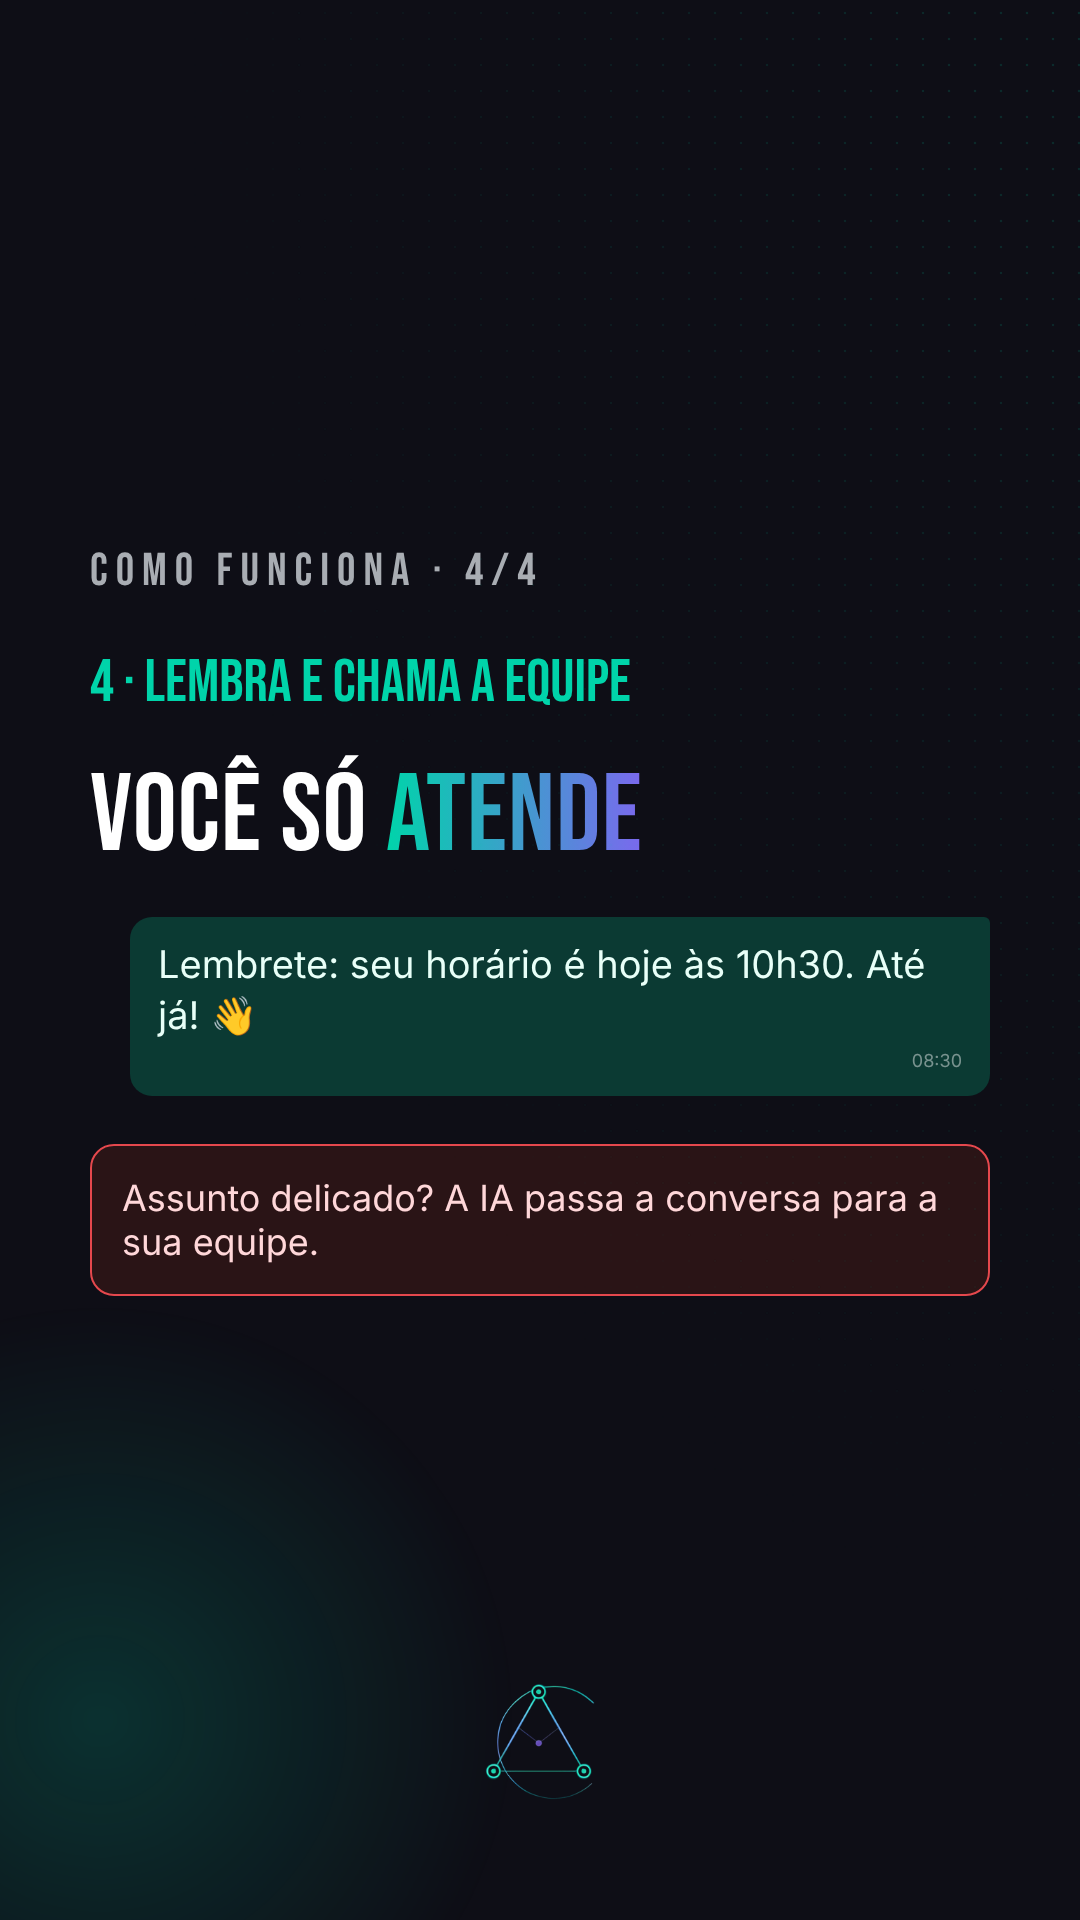 COMO FUNCIONA · 4/4
4 · LEMBRA E CHAMA A EQUIPE
VOCÊ SÓ ATENDE
Lembrete: seu horário é hoje às 10h30. Até
já! 👋
08:30
Assunto delicado? A IA passa a conversa para a
sua equipe.